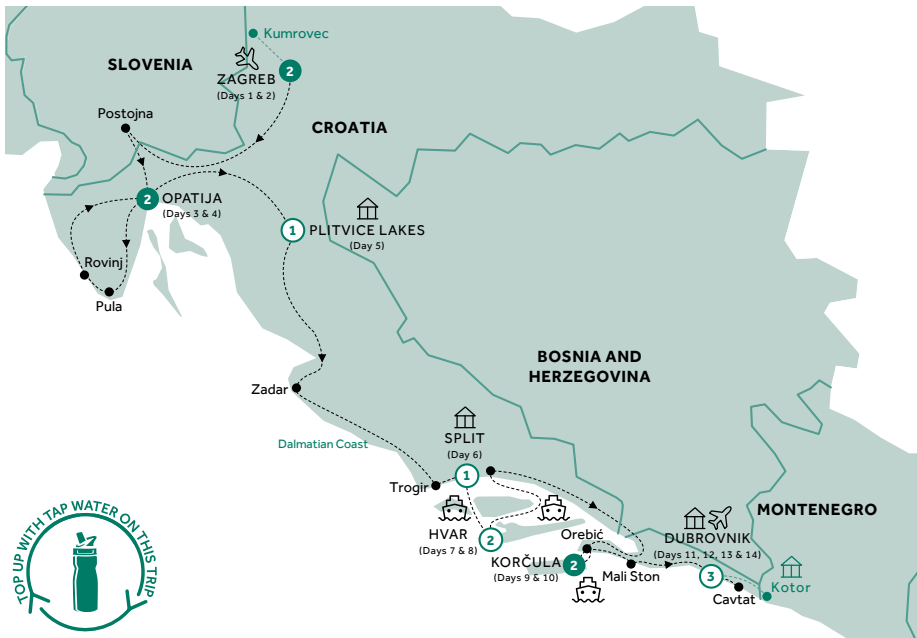 Kumrovec
SLOVENIA
2
ZAGREB
(Days 1 & 2)
Postojna
CROATIA
2
OPATIJA
(Days 3 & 4)
1
PLITVICE LAKES
(Day 5)
Rovinj
Pula
BOSNIA AND
HERZEGOVINA
Zadar
SPLIT
(Day 6)
Dalmatian Coast
1
Trogir
MONTENEGRO
HVAR
(Days 7 & 8)
2
Orebić
DUBROVNIK
(Days 11, 12, 13 & 14)
KORČULA
(Days 9 & 10)
2
Mali Ston
3
Cavtat
Kotor
TOP UP WITH TAP WATER ON THIS TRIP